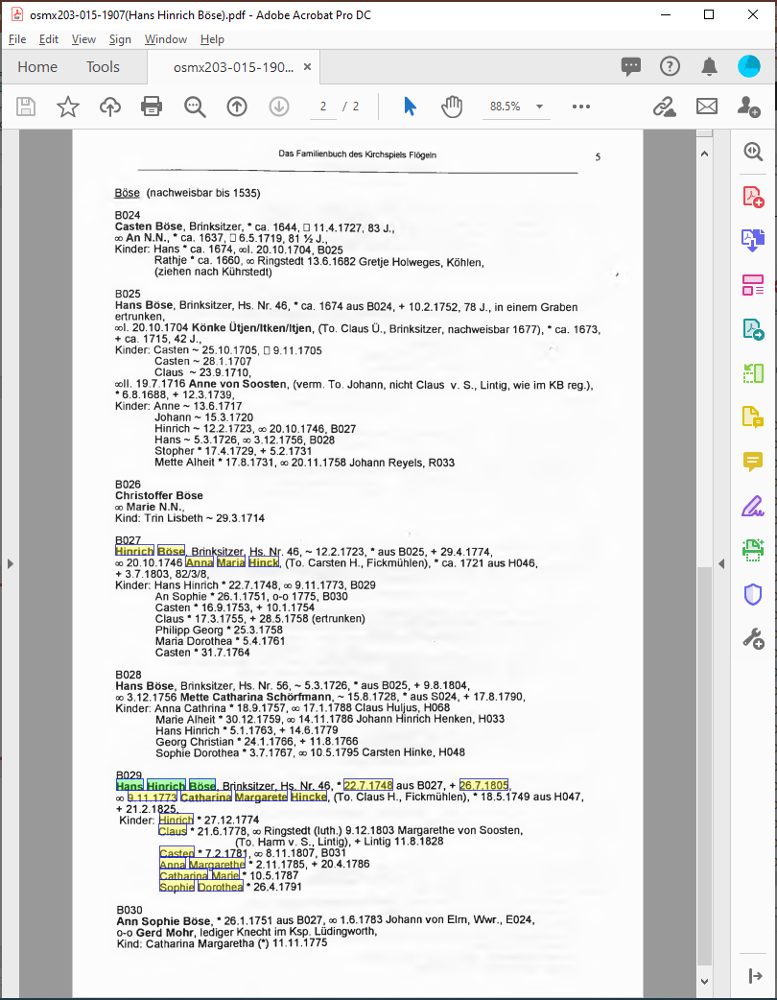 osmx203-015-1907(Hans Hinrich Böse).pdf - Adobe Acrobat Pro DC
File Edit View Sign Window Help
Home Tools osmx203-015-190... ×
2 / 2 88.5%
Das Familienbuch des Kirchspiels Flögeln 5
Böse (nachweisbar bis 1535)
B024
Casten Böse, Brinksitzer, * ca. 1644, □ 11.4.1727, 83 J.,
∞ An N.N., * ca. 1637, □ 6.5.1719, 81 ½ J.,
Kinder: Hans * ca. 1674, ∞I. 20.10.1704, B025
Rathje * ca. 1660, ∞ Ringstedt 13.6.1682 Gretje Holweges, Köhlen,
(ziehen nach Kührstedt)
B025
Hans Böse, Brinksitzer, Hs. Nr. 46, * ca. 1674 aus B024, + 10.2.1752, 78 J., in einem Graben
ertrunken,
∞I. 20.10.1704 Könke Ütjen/Itken/Itjen, (To. Claus Ü., Brinksitzer, nachweisbar 1677), * ca. 1673,
+ ca. 1715, 42 J.,
Kinder: Casten ~ 25.10.1705, □ 9.11.1705
Casten ~ 28.1.1707
Claus ~ 23.9.1710,
∞II. 19.7.1716 Anne von Soosten, (verm. To. Johann, nicht Claus v. S., Lintig, wie im KB reg.),
* 6.8.1688, + 12.3.1739,
Kinder: Anne ~ 13.6.1717
Johann ~ 15.3.1720
Hinrich ~ 12.2.1723, ∞ 20.10.1746, B027
Hans ~ 5.3.1726, ∞ 3.12.1756, B028
Stopher * 17.4.1729, + 5.2.1731
Mette Alheit * 17.8.1731, ∞ 20.11.1758 Johann Reyels, R033
B026
Christoffer Böse
∞ Marie N.N.,
Kind: Trin Lisbeth ~ 29.3.1714
B027
Hinrich Böse, Brinksitzer, Hs. Nr. 46, ~ 12.2.1723, * aus B025, + 29.4.1774,
∞ 20.10.1746 Anna Maria Hinck, (To. Carsten H., Fickmühlen), * ca. 1721 aus H046,
+ 3.7.1803, 82/3/8,
Kinder: Hans Hinrich * 22.7.1748, ∞ 9.11.1773, B029
An Sophie * 26.1.1751, o-o 1775, B030
Casten * 16.9.1753, + 10.1.1754
Claus * 17.3.1755, + 28.5.1758 (ertrunken)
Philipp Georg * 25.3.1758
Maria Dorothea * 5.4.1761
Casten * 31.7.1764
B028
Hans Böse, Brinksitzer, Hs. Nr. 56, ~ 5.3.1726, * aus B025, + 9.8.1804,
∞ 3.12.1756 Mette Catharina Schörfmann, ~ 15.8.1728, * aus S024, + 17.8.1790,
Kinder: Anna Cathrina * 18.9.1757, ∞ 17.1.1788 Claus Huljus, H068
Marie Alheit * 30.12.1759, ∞ 14.11.1786 Johann Hinrich Henken, H033
Hans Hinrich * 5.1.1763, + 14.6.1779
Georg Christian * 24.1.1766, + 11.8.1766
Sophie Dorothea * 3.7.1767, ∞ 10.5.1795 Carsten Hinke, H048
B029
Hans Hinrich Böse, Brinksitzer, Hs. Nr. 46, * 22.7.1748 aus B027, + 26.7.1805,
∞ 9.11.1773 Catharina Margarete Hincke, (To. Claus H., Fickmühlen), * 18.5.1749 aus H047,
+ 21.2.1825,
Kinder: Hinrich * 27.12.1774
Claus * 21.6.1778, ∞ Ringstedt (luth.) 9.12.1803 Margarethe von Soosten,
(To. Harm v. S., Lintig), + Lintig 11.8.1828
Casten * 7.2.1781, ∞ 8.11.1807, B031
Anna Margarethe * 2.11.1785, + 20.4.1786
Catharina Marie * 10.5.1787
Sophie Dorothea * 26.4.1791
B030
Ann Sophie Böse, * 26.1.1751 aus B027, ∞ 1.6.1783 Johann von Elm, Wwr., E024,
o-o Gerd Mohr, lediger Knecht im Ksp. Lüdingworth,
Kind: Catharina Margaretha (*) 11.11.1775